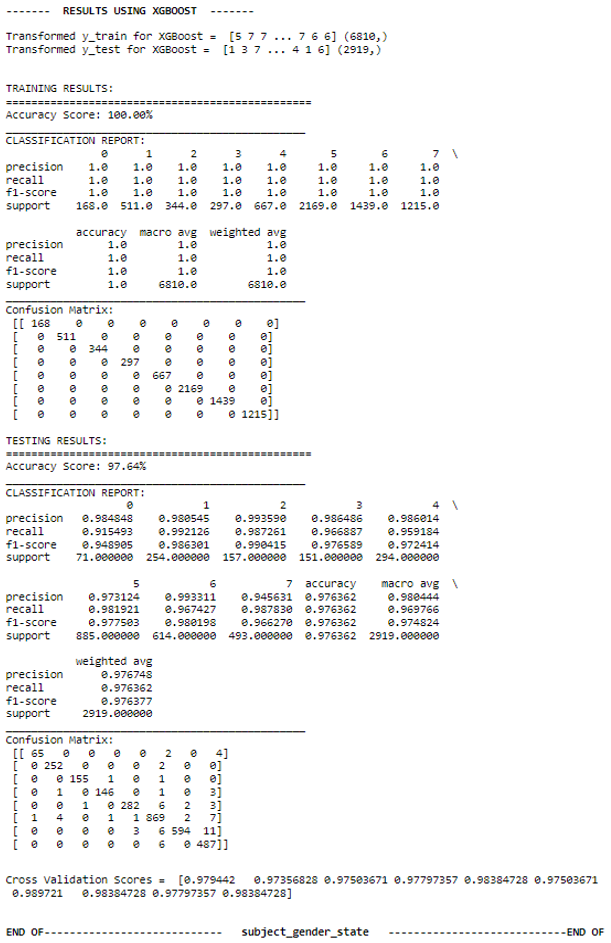 ------- RESULTS USING XGBOOST -------
Transformed y_train for XGBoost = [5 7 7 ... 7 6 6] (6810,)
Transformed y_test for XGBoost = [1 3 7 ... 4 1 6] (2919,)
TRAINING RESULTS:
===============================================
Accuracy Score: 100.00%
_______________________________________________
CLASSIFICATION REPORT:
0 1 2 3 4 5 6 7 \
precision 1.0 1.0 1.0 1.0 1.0 1.0 1.0 1.0
recall 1.0 1.0 1.0 1.0 1.0 1.0 1.0 1.0
f1-score 1.0 1.0 1.0 1.0 1.0 1.0 1.0 1.0
support 168.0 511.0 344.0 297.0 667.0 2169.0 1439.0 1215.0
accuracy macro avg weighted avg
precision 1.0 1.0 1.0
recall 1.0 1.0 1.0
f1-score 1.0 1.0 1.0
support 1.0 6810.0 6810.0
_______________________________________________
Confusion Matrix:
[[ 168 0 0 0 0 0 0 0]
[ 0 511 0 0 0 0 0 0]
[ 0 0 344 0 0 0 0 0]
[ 0 0 0 297 0 0 0 0]
[ 0 0 0 0 667 0 0 0]
[ 0 0 0 0 0 2169 0 0]
[ 0 0 0 0 0 0 1439 0]
[ 0 0 0 0 0 0 0 1215]]
TESTING RESULTS:
===============================================
Accuracy Score: 97.64%
_______________________________________________
CLASSIFICATION REPORT:
0 1 2 3 4 \
precision 0.984848 0.980545 0.993590 0.986486 0.986014
recall 0.915493 0.992126 0.987261 0.966887 0.959184
f1-score 0.948905 0.986301 0.990415 0.976589 0.972414
support 71.000000 254.000000 157.000000 151.000000 294.000000
5 6 7 accuracy macro avg \
precision 0.973124 0.993311 0.945631 0.976362 0.980444
recall 0.981921 0.967427 0.987830 0.976362 0.969766
f1-score 0.977503 0.980198 0.966270 0.976362 0.974824
support 885.000000 614.000000 493.000000 0.976362 2919.000000
weighted avg
precision 0.976748
recall 0.976362
f1-score 0.976377
support 2919.000000
_______________________________________________
Confusion Matrix:
[[ 65 0 0 0 0 2 0 4]
[ 0 252 0 0 0 2 0 0]
[ 0 0 155 1 0 1 0 0]
[ 0 1 0 146 0 1 0 3]
[ 0 0 1 0 282 6 2 3]
[ 1 4 0 1 1 869 2 7]
[ 0 0 0 0 3 6 594 11]
[ 0 0 0 0 0 6 0 487]]
Cross Validation Scores = [0.979442 0.97356828 0.97503671 0.97797357 0.98384728 0.97503671
0.989721 0.98384728 0.97797357 0.98384728]
END OF---------------------------- subject_gender_state ----------------------------END OF